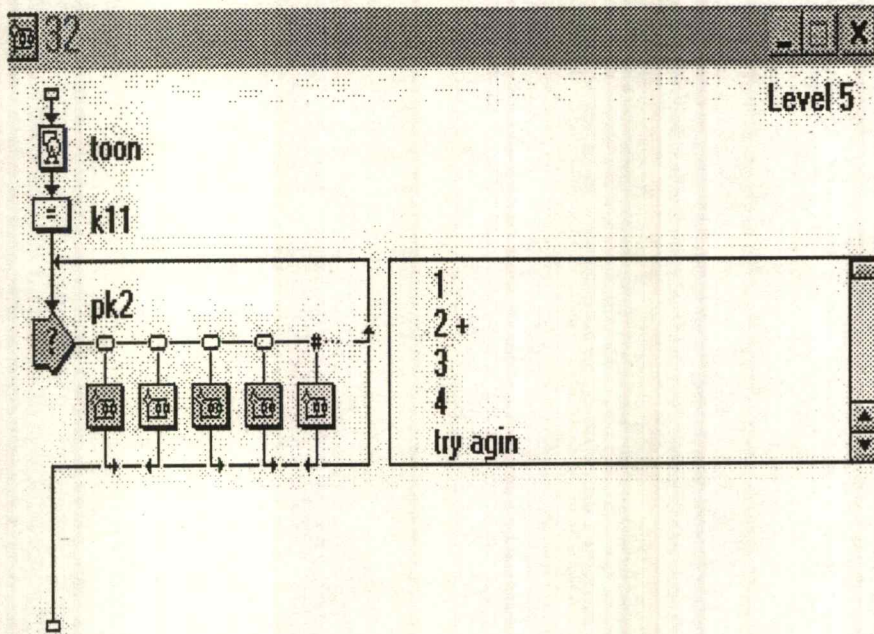 32
Level 5
toon
=
k11
pk2
?
#
1
2 +
3
4
try agin